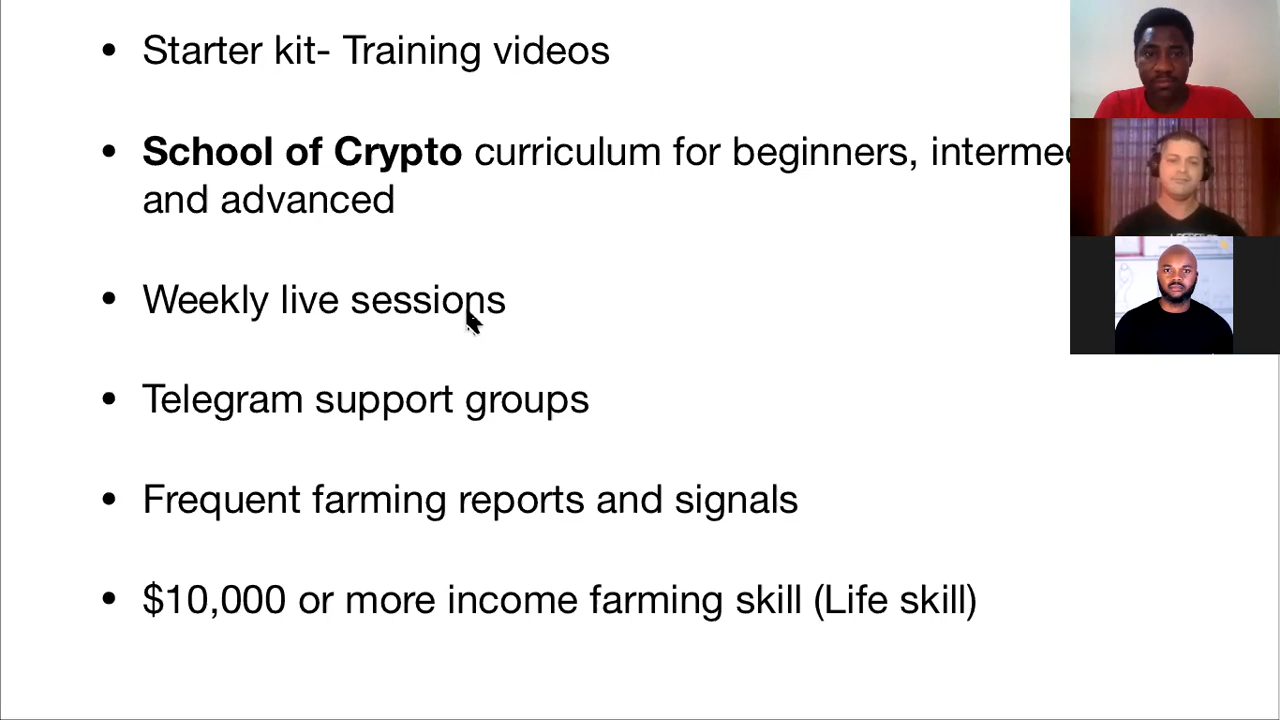 • Starter kit- Training videos
• School of Crypto curriculum for beginners,
and advanced
• Weekly live sessions
• Telegram support groups
• Frequent farming reports and signals
• $10,000 or more income farming skill (Life skill)